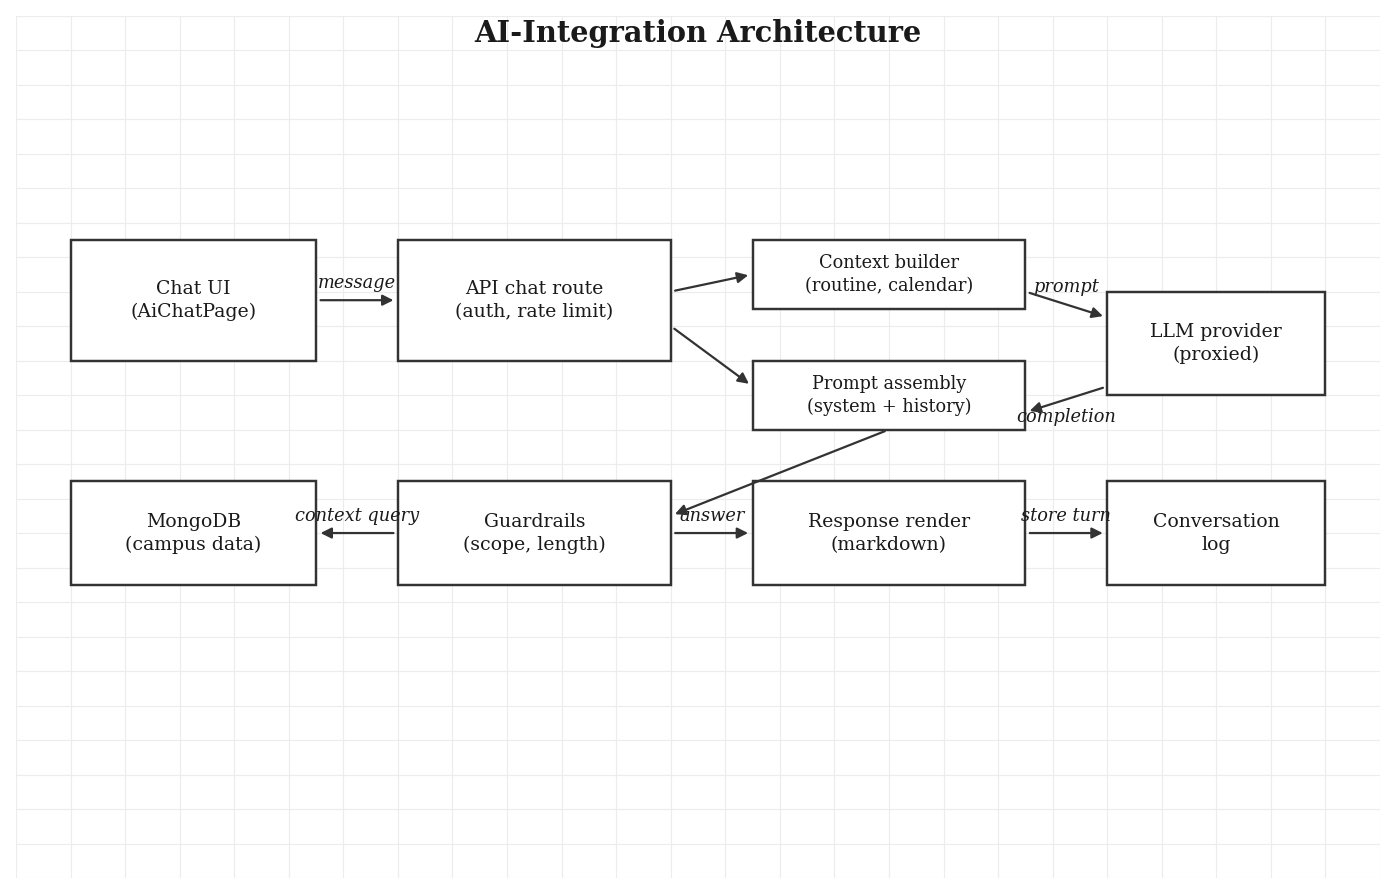 AI-Integration Architecture
Chat UI
(AiChatPage)
message
API chat route
(auth, rate limit)
Context builder
(routine, calendar)
prompt
LLM provider
(proxied)
Prompt assembly
(system + history)
completion
MongoDB
(campus data)
context query
Guardrails
(scope, length)
answer
Response render
(markdown)
store turn
Conversation
log